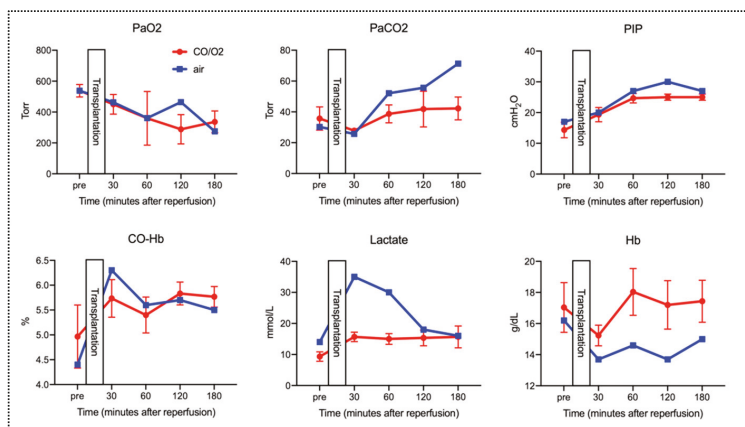 PaO2
800
600
400
200
0
Torr
Transplantation
CO/O2
air
pre 30 60 120 180
Time (minutes after reperfusion)
PaCO2
80
60
40
20
0
Torr
Transplantation
pre 30 60 120 180
Time (minutes after reperfusion)
PIP
40
30
20
10
0
cmH2O
Transplantation
pre 30 60 120 180
Time (minutes after reperfusion)
CO-Hb
6.5
6.0
5.5
5.0
4.5
4.0
%
Transplantation
pre 30 60 120 180
Time (minutes after reperfusion)
Lactate
40
30
20
10
0
mmol/L
Transplantation
pre 30 60 120 180
Time (minutes after reperfusion)
Hb
20
18
16
14
12
g/dL
Transplantation
pre 30 60 120 180
Time (minutes after reperfusion)